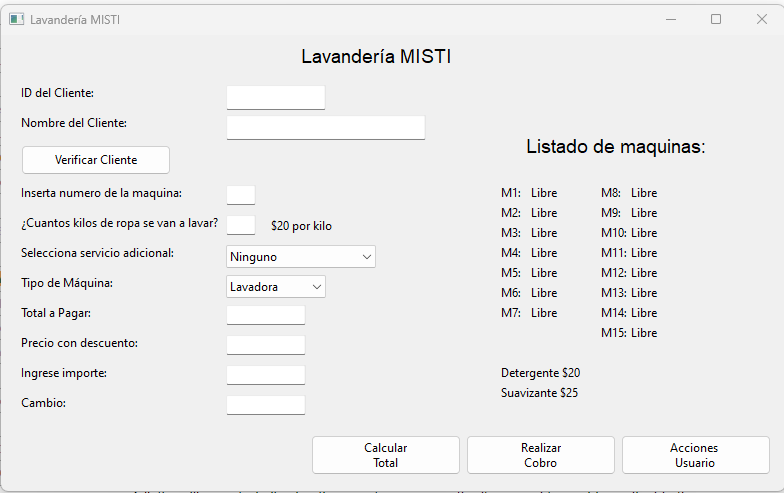 Lavandería MISTI
Lavandería MISTI
ID del Cliente:
Nombre del Cliente:
Verificar Cliente
Inserta numero de la maquina:
¿Cuantos kilos de ropa se van a lavar? $20 por kilo
Selecciona servicio adicional: Ninguno
Tipo de Máquina: Lavadora
Total a Pagar:
Precio con descuento:
Ingrese importe:
Cambio:
Listado de maquinas:
M1: Libre M8: Libre
M2: Libre M9: Libre
M3: Libre M10: Libre
M4: Libre M11: Libre
M5: Libre M12: Libre
M6: Libre M13: Libre
M7: Libre M14: Libre
M15: Libre
Detergente $20
Suavizante $25
Calcular
Total
Realizar
Cobro
Acciones
Usuario